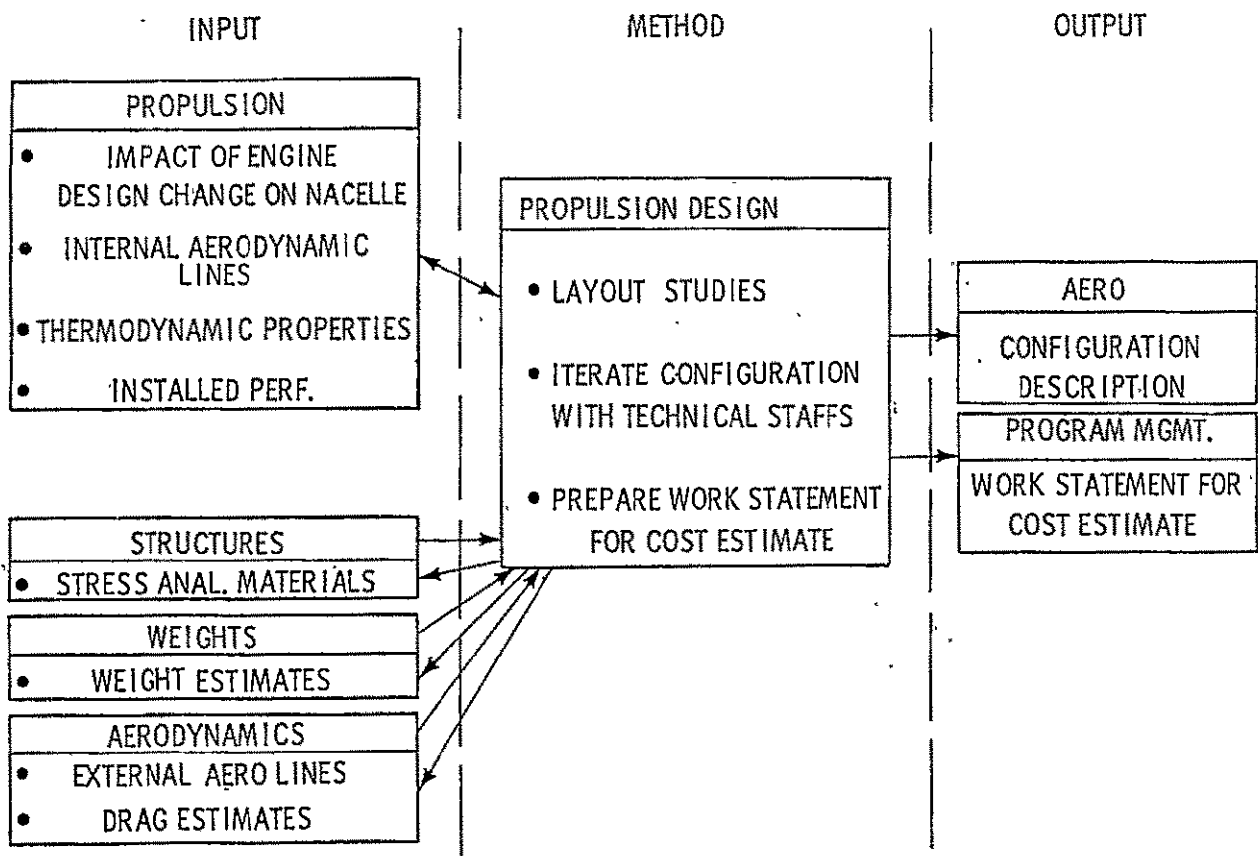 INPUT
METHOD
OUTPUT
PROPULSION
• IMPACT OF ENGINE
DESIGN CHANGE ON NACELLE
• INTERNAL AERODYNAMIC
LINES
• THERMODYNAMIC PROPERTIES
• INSTALLED PERF.
STRUCTURES
• STRESS ANAL. MATERIALS
WEIGHTS
• WEIGHT ESTIMATES
AERODYNAMICS
• EXTERNAL AERO LINES
• DRAG ESTIMATES
PROPULSION DESIGN
• LAYOUT STUDIES
• ITERATE CONFIGURATION
WITH TECHNICAL STAFFS
• PREPARE WORK STATEMENT
FOR COST ESTIMATE
AERO
CONFIGURATION
DESCRIPTION
PROGRAM MGMT.
WORK STATEMENT FOR
COST ESTIMATE